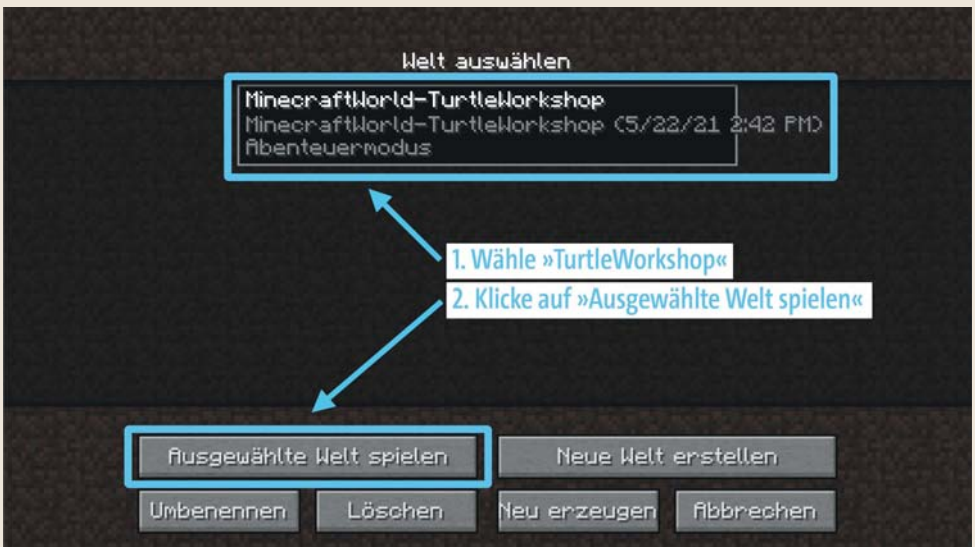 Welt auswählen
MinecraftWorld-TurtleWorkshop
MinecraftWorld-TurtleWorkshop (5/22/21 2:42 PM)
Abenteuermodus
1. Wähle »TurtleWorkshop«
2. Klicke auf »Ausgewählte Welt spielen«
Ausgewählte Welt spielen
Neue Welt erstellen
Umbenennen
Löschen
Neu erzeugen
Abbrechen